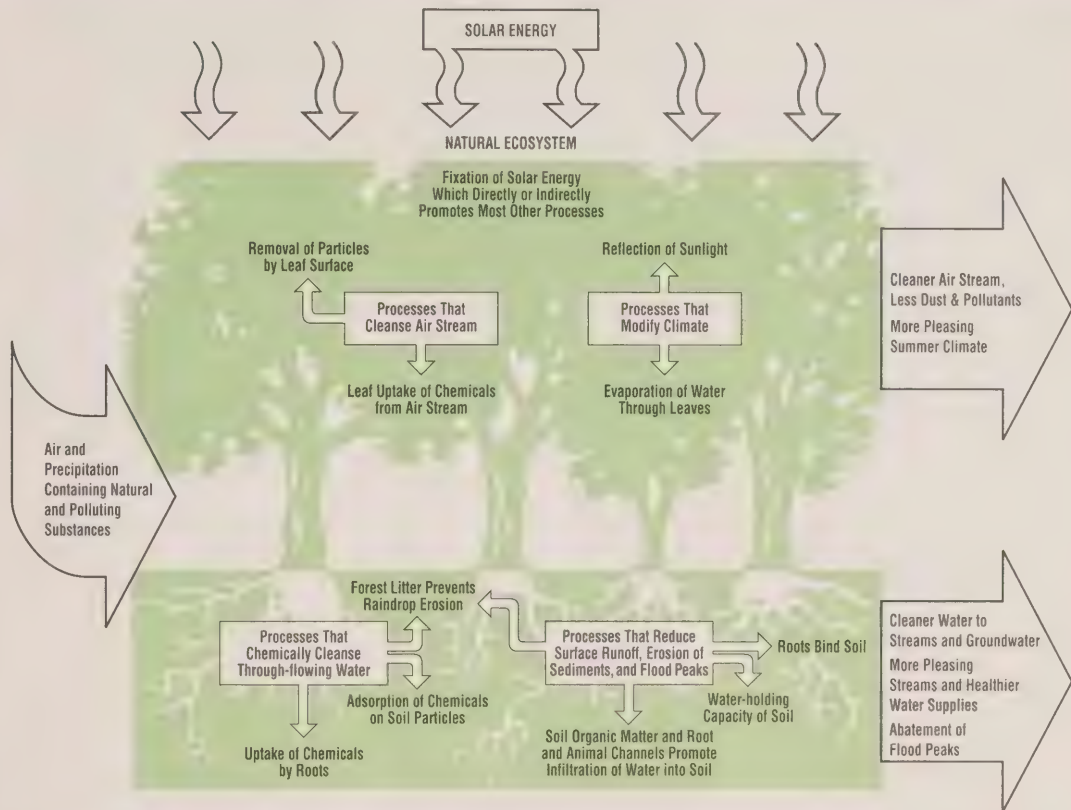 SOLAR ENERGY
NATURAL ECOSYSTEM
Fixation of Solar Energy
Which Directly or Indirectly
Promotes Most Other Processes
Removal of Particles
by Leaf Surface
Reflection of Sunlight
Processes That
Cleanse Air Stream
Processes That
Modify Climate
Leaf Uptake of Chemicals
from Air Stream
Evaporation of Water
Through Leaves
Cleaner Air Stream,
Less Dust & Pollutants
More Pleasing
Summer Climate
Air and
Precipitation
Containing Natural
and Polluting
Substances
Forest Litter Prevents
Raindrop Erosion
Processes That
Chemically Cleanse
Through-flowing Water
Processes That Reduce
Surface Runoff, Erosion of
Sediments, and Flood Peaks
Roots Bind Soil
Adsorption of Chemicals
on Soil Particles
Water-holding
Capacity of Soil
Uptake of Chemicals
by Roots
Soil Organic Matter and Root
and Animal Channels Promote
Infiltration of Water into Soil
Cleaner Water to
Streams and Groundwater
More Pleasing
Streams and Healthier
Water Supplies
Abatement of
Flood Peaks